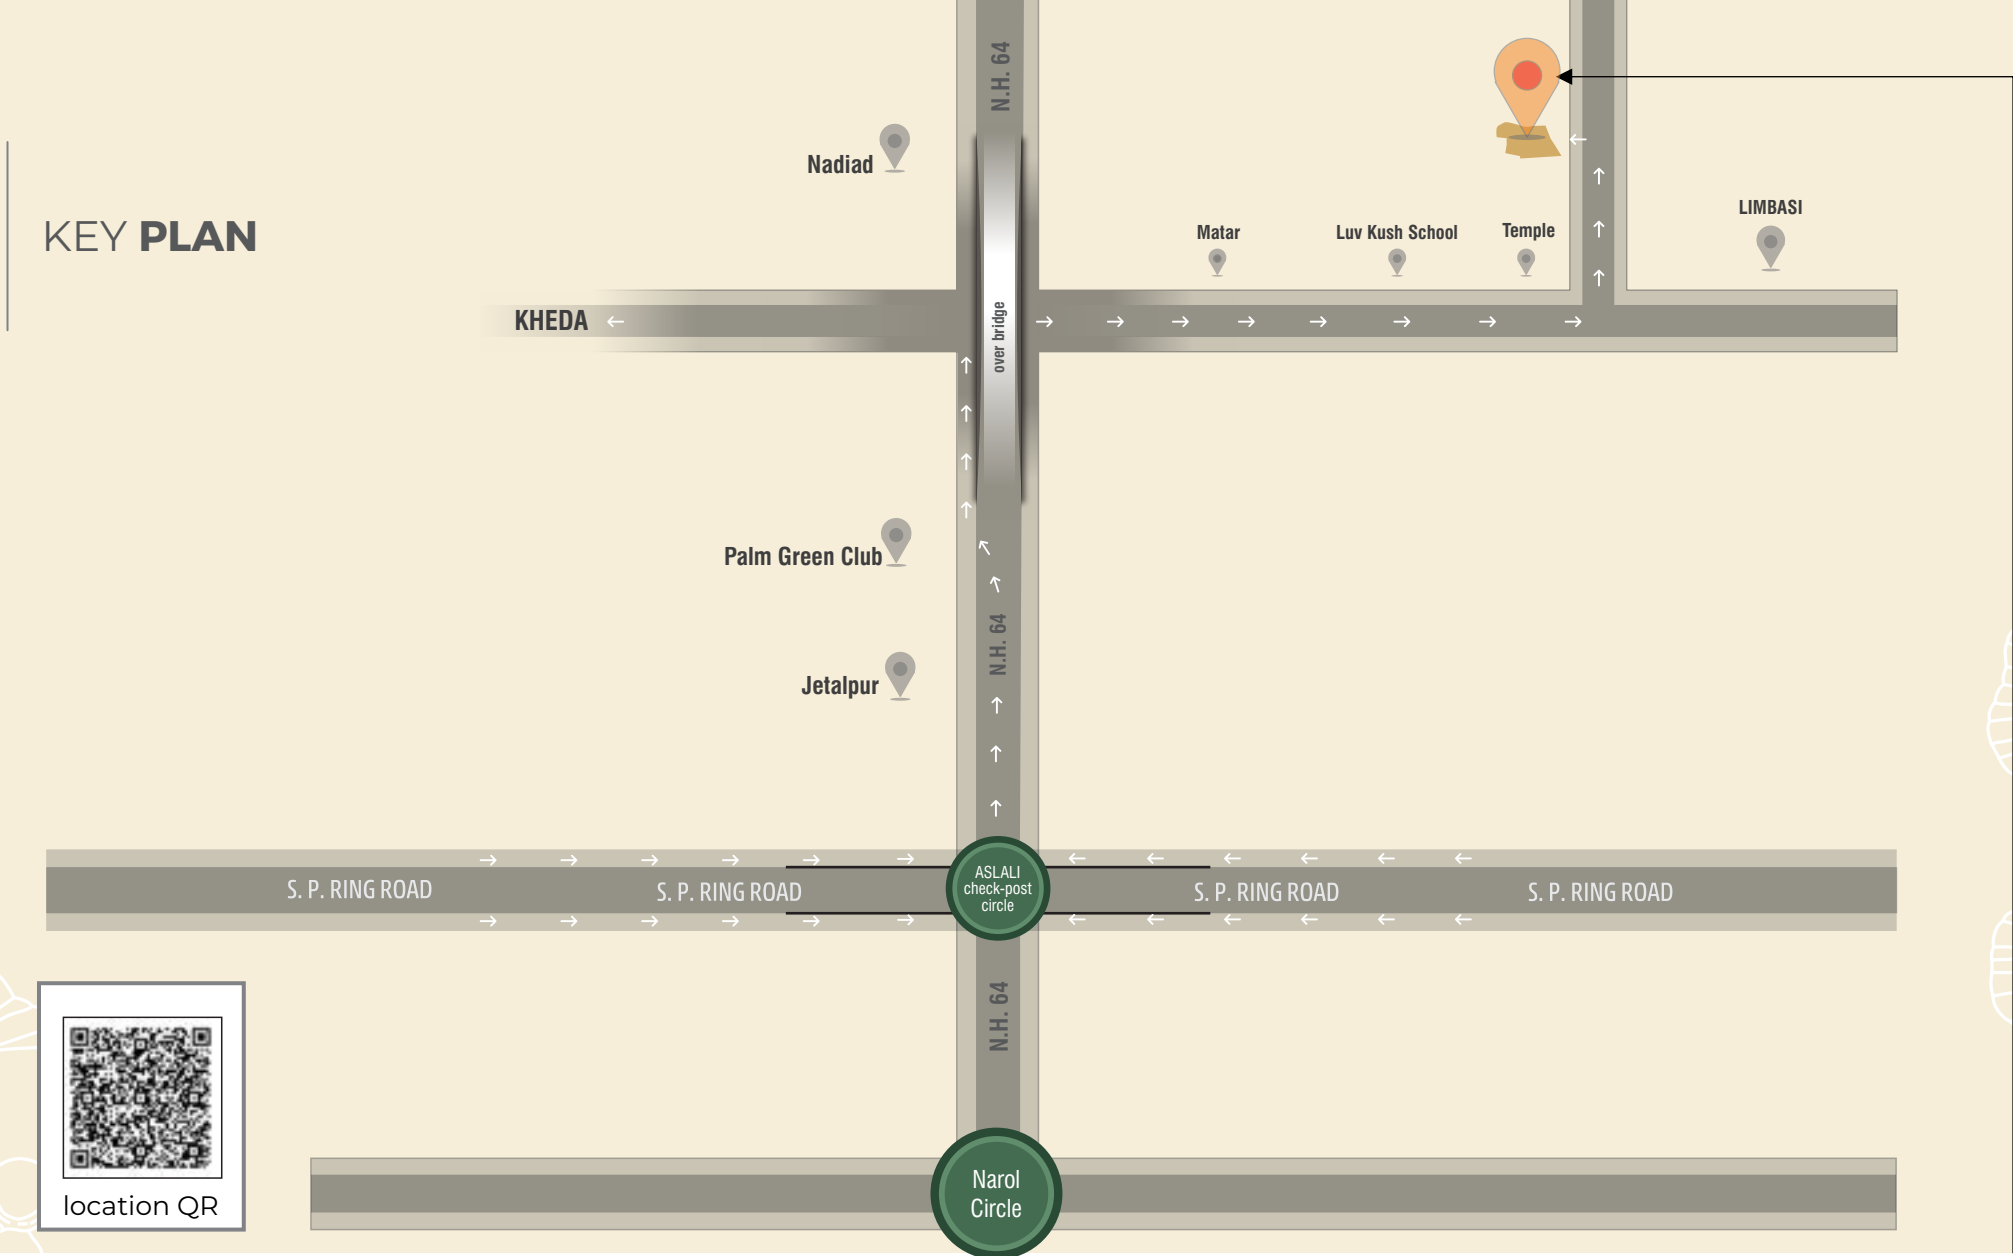 N.H. 64
Nadiad
KEY PLAN
LIMBASI
Matar
Luv Kush School
Temple
KHEDA
over bridge
Palm Green Club
N.H. 64
Jetalpur
S. P. RING ROAD
S. P. RING ROAD
ASLALI
check-post
circle
S. P. RING ROAD
S. P. RING ROAD
N.H. 64
Narol
Circle
location QR